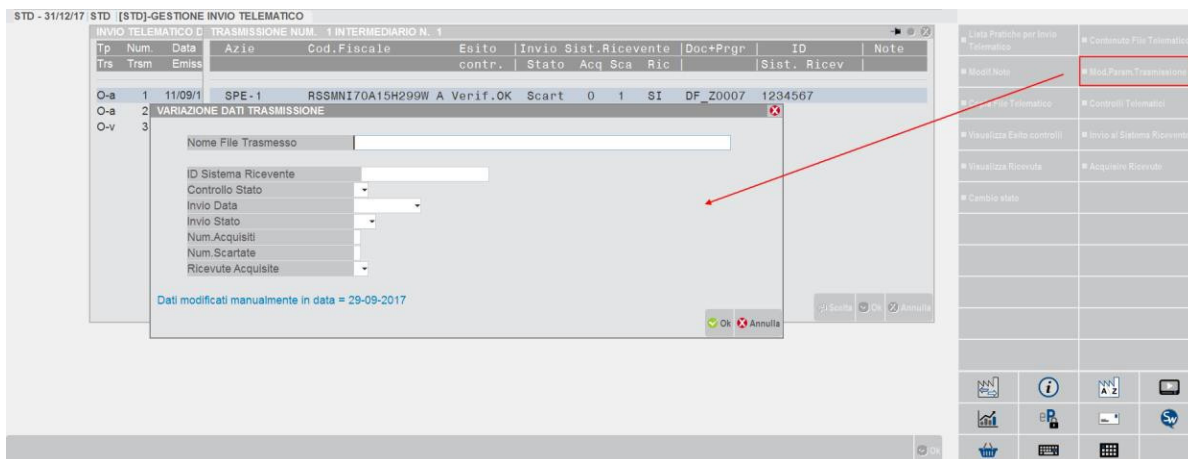 STD - 31/12/17 STD [STD]-GESTIONE INVIO TELEMATICO
INVIO TELEMATICO D TRASMISSIONE NUM. 1 INTERMEDIARIO N. 1
Tp Num. Data Azie Cod.Fiscale Esito Invio Sist.Ricevente Doc+Prgr ID Note
Trs Trsm Emiss contr. Stato Acq Sca Ric Sist. Ricev
O-a 1 11/09/1 SPE-1 RSSMNI70A15H299W A Verif.OK Scart 0 1 SI DF_Z0007 1234567
O-a 2
O-v 3
VARIAZIONE DATI TRASMISSIONE
Nome File Trasmesso
ID Sistema Ricevente
Controllo Stato
Invio Data
Invio Stato
Num.Acquisiti
Num.Scartate
Ricevute Acquisite
Dati modificati manualmente in data = 29-09-2017
Ok Annulla
Scelte Ok Annulla
Lista Pratiche per Invio Telematico
Contenuto File Telematico
Modif.Note
Mod.Param.Trasmissione
File Telematico
Controlli Telematici
Visualizza Esito controlli
Invio al Sistema Ricevente
Visualizza Ricevute
Acquisire Ricevute
Cambio stato
A Z
eP
Sw
Ok